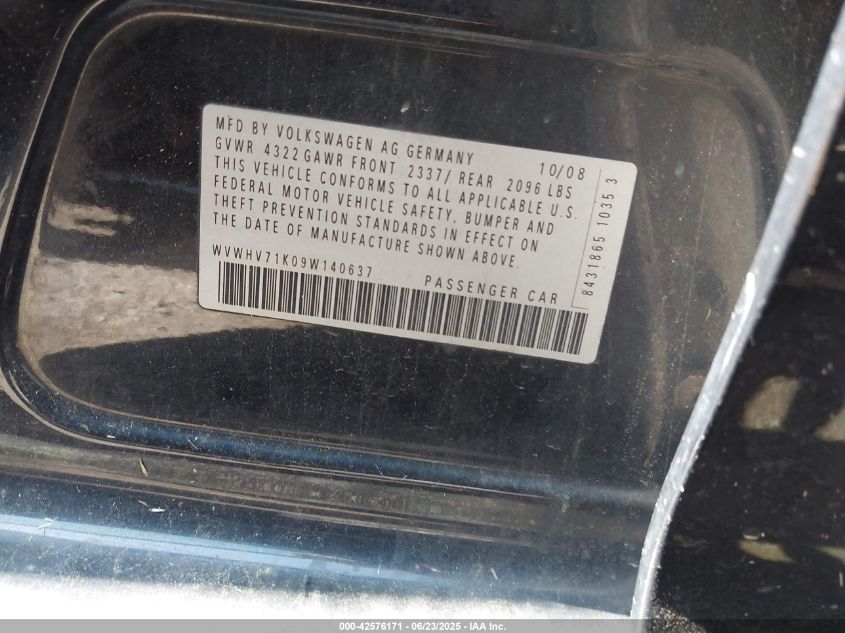 MFD BY VOLKSWAGEN AG GERMANY 10/08
GVWR 4322 GAWR FRONT 2337/ REAR 2096 LBS
THIS VEHICLE CONFORMS TO ALL APPLICABLE U.S.
FEDERAL MOTOR VEHICLE SAFETY, BUMPER AND
THEFT PREVENTION STANDARDS IN EFFECT ON
THE DATE OF MANUFACTURE SHOWN ABOVE.
WVWHV71K09W140637 PASSENGER CAR
8431865 1035 3
000-42576171 - 06/23/2025 - IAA Inc.